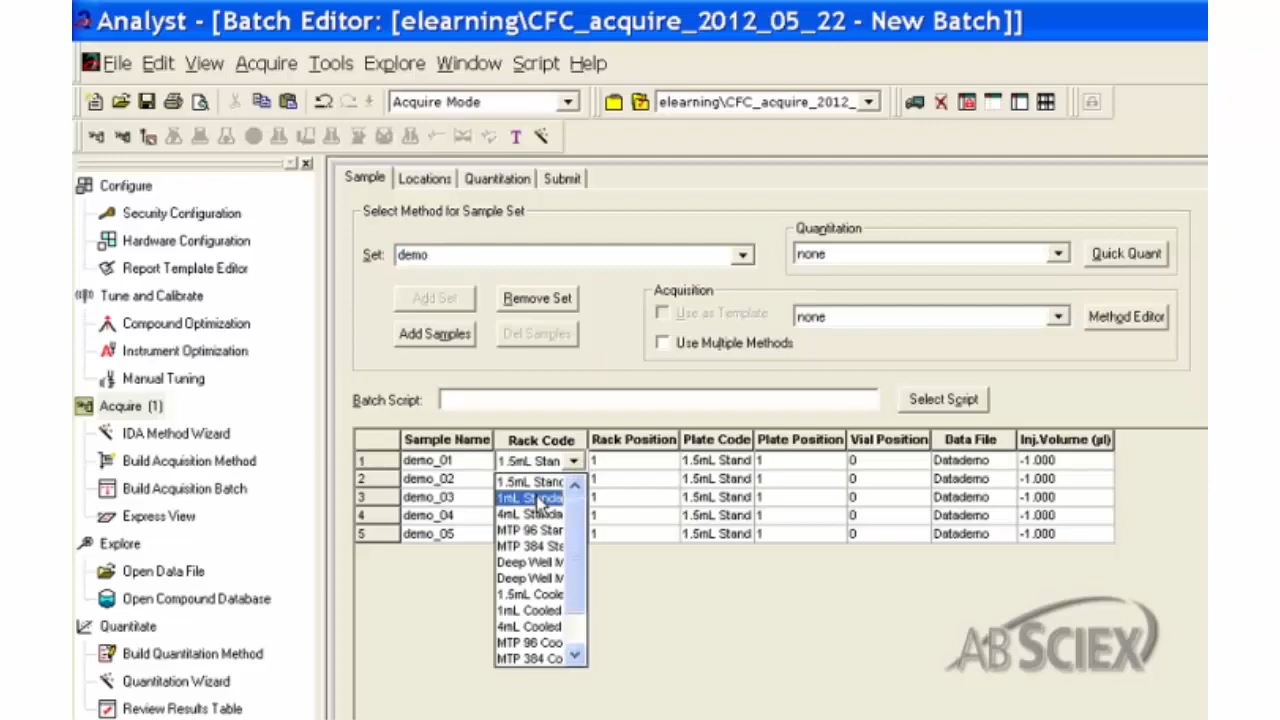 Analyst - [Batch Editor: [elearning\CFC_acquire_2012_05_22 - New Batch]]
File Edit View Acquire Tools Explore Window Script Help
Acquire Mode elearning\CFC_acquire_2012_
T
Configure
Security Configuration
Hardware Configuration
Report Template Editor
Tune and Calibrate
Compound Optimization
Instrument Optimization
Manual Tuning
Acquire (1)
IDA Method Wizard
Build Acquisition Method
Build Acquisition Batch
Express View
Explore
Open Data File
Open Compound Database
Quantitate
Build Quantitation Method
Quantitation Wizard
Review Results Table
Sample Locations Quantitation Submit
Select Method for Sample Set
Set: demo
Quantitation
none Quick Quant
Add Set Remove Set
Add Samples Del Samples
Acquisition
Use as Template none Method Editor
Use Multiple Methods
Batch Script: Select Script
Sample Name Rack Code Rack Position Plate Code Plate Position Vial Position Data File Inj.Volume (µl)
1 demo_01 1.5mL Stan 1 1.5mL Stand 1 0 Datademo -1.000
2 demo_02 1 1.5mL Stand 1 0 Datademo -1.000
3 demo_03 1 1.5mL Stand 1 0 Datademo -1.000
4 demo_04 1 1.5mL Stand 1 0 Datademo -1.000
5 demo_05 1 1.5mL Stand 1 0 Datademo -1.000
1.5mL Stanc
1mL Standa
4mL Standa
MTP 96 Star
MTP 384 Sta
Deep Well M
Deep Well M
1.5mL Coole
1mL Cooled
4mL Cooled
MTP 96 Coo
MTP 384 Co
AB SCIEX